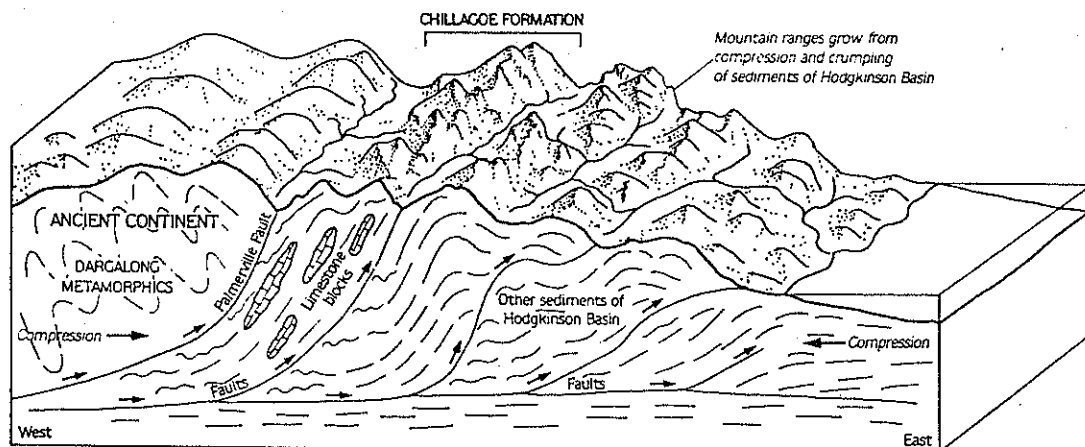 CHILLAGOE FORMATION
Mountain ranges grow from
compression and crumpling
of sediments of Hodgkinson Basin
ANCIENT CONTINENT
DARGALONG
METAMORPHICS
Compression
Palmerville Fault
Limestone
blocks
Faults
Other sediments of
Hodgkinson Basin
Faults
Compression
West
East